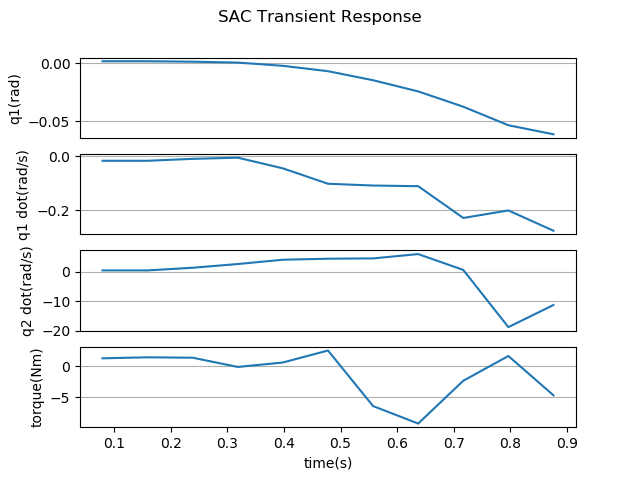 SAC Transient Response
q1(rad)
0.00
−0.05
q1 dot(rad/s)
0.0
−0.2
q2 dot(rad/s)
0
−10
−20
torque(Nm)
0
−5
0.1 0.2 0.3 0.4 0.5 0.6 0.7 0.8 0.9
time(s)